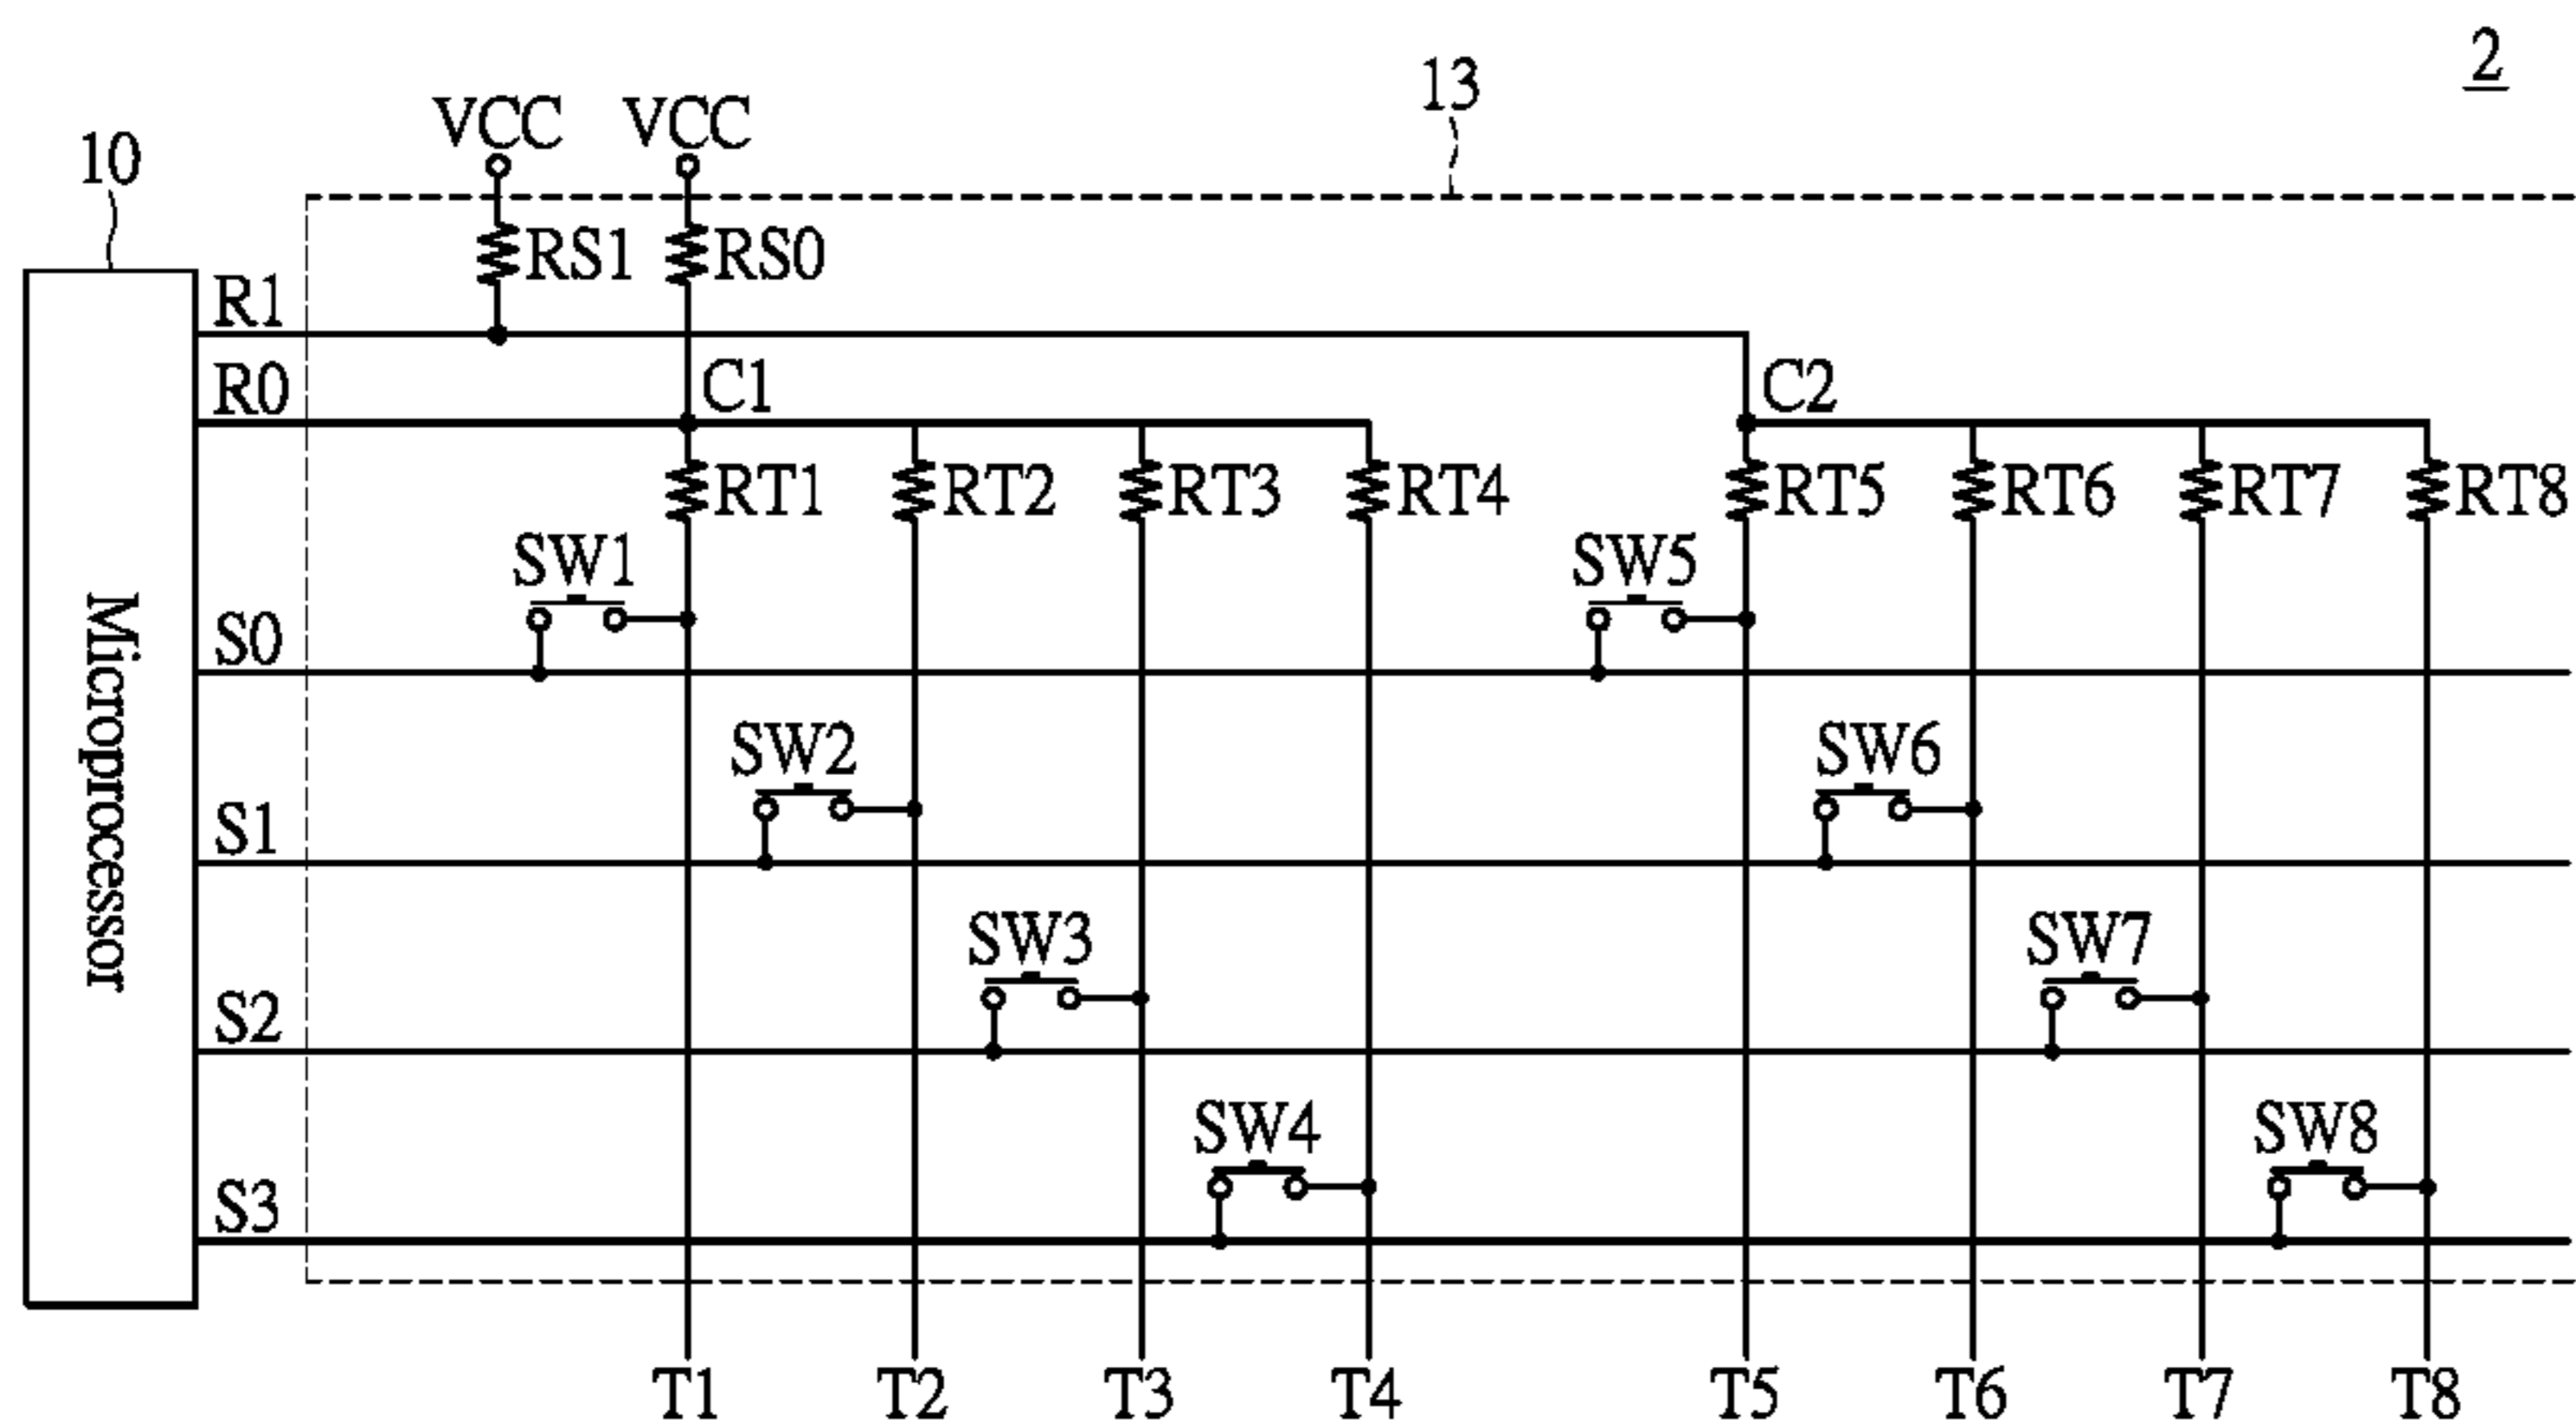 2
13
VCC VCC
10
RS1 RS0
R1
R0 C1 C2
RT1 RT2 RT3 RT4 RT5 RT6 RT7 RT8
SW1 SW5
S0
SW2 SW6
S1
SW3 SW7
S2
SW4 SW8
S3
Microprocessor
T1 T2 T3 T4 T5 T6 T7 T8